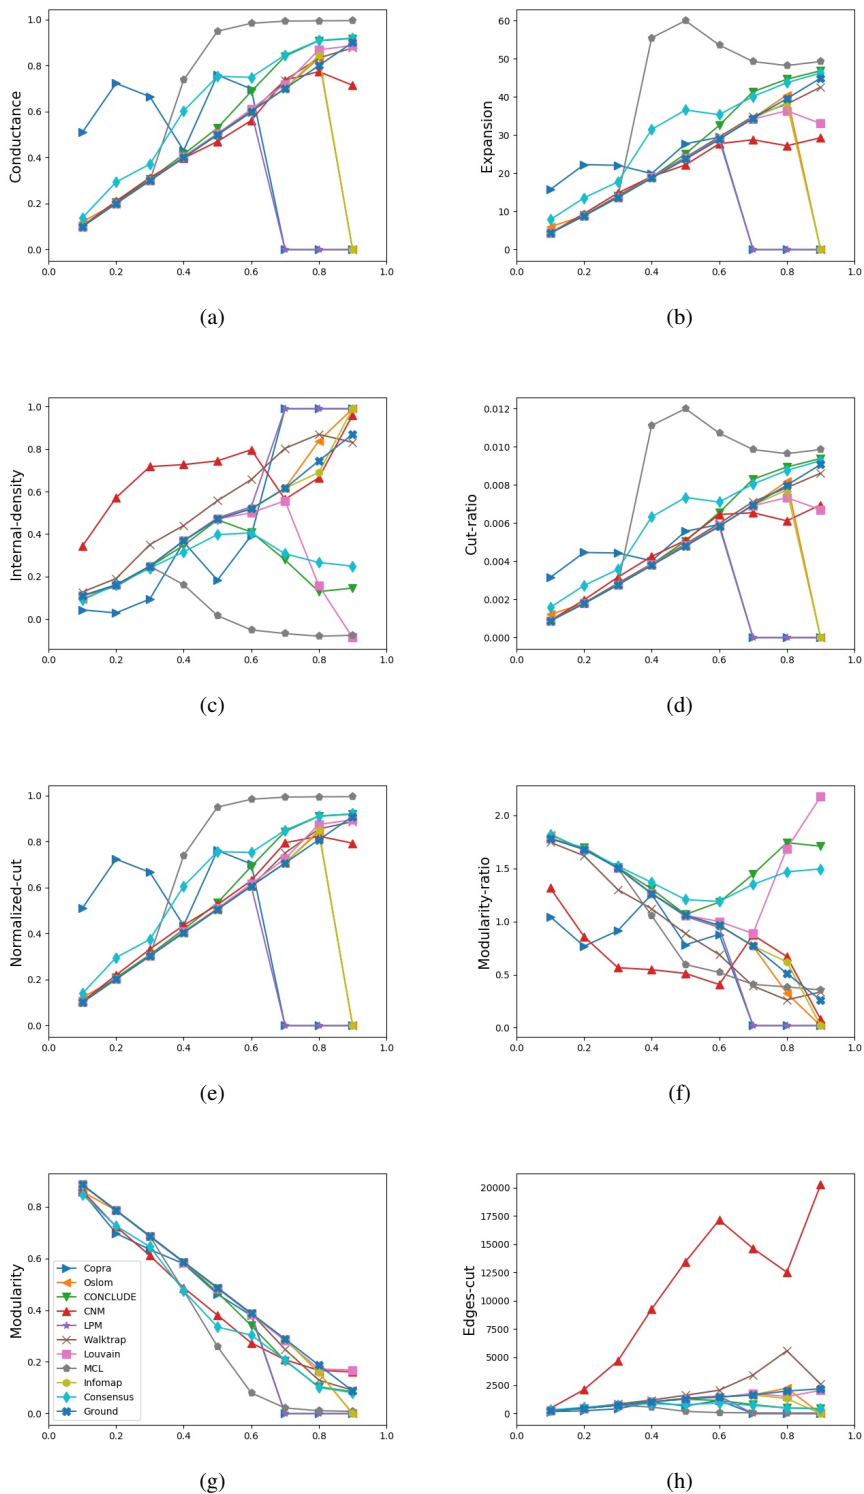 Conductance
1.0
0.8
0.6
0.4
0.2
0.0
0.0 0.2 0.4 0.6 0.8 1.0
(a)
Expansion
60
50
40
30
20
10
0
0.0 0.2 0.4 0.6 0.8 1.0
(b)
Internal-density
1.0
0.8
0.6
0.4
0.2
0.0
0.0 0.2 0.4 0.6 0.8 1.0
(c)
Cut-ratio
0.012
0.010
0.008
0.006
0.004
0.002
0.000
0.0 0.2 0.4 0.6 0.8 1.0
(d)
Normalized-cut
1.0
0.8
0.6
0.4
0.2
0.0
0.0 0.2 0.4 0.6 0.8 1.0
(e)
Modularity-ratio
2.0
1.5
1.0
0.5
0.0
0.0 0.2 0.4 0.6 0.8 1.0
(f)
Modularity
0.8
0.6
0.4
0.2
0.0
Copra
Oslom
CONCLUDE
CNM
LPM
Walktrap
Louvain
MCL
Infomap
Consensus
Ground
0.0 0.2 0.4 0.6 0.8 1.0
(g)
Edges-cut
20000
17500
15000
12500
10000
7500
5000
2500
0
0.0 0.2 0.4 0.6 0.8 1.0
(h)